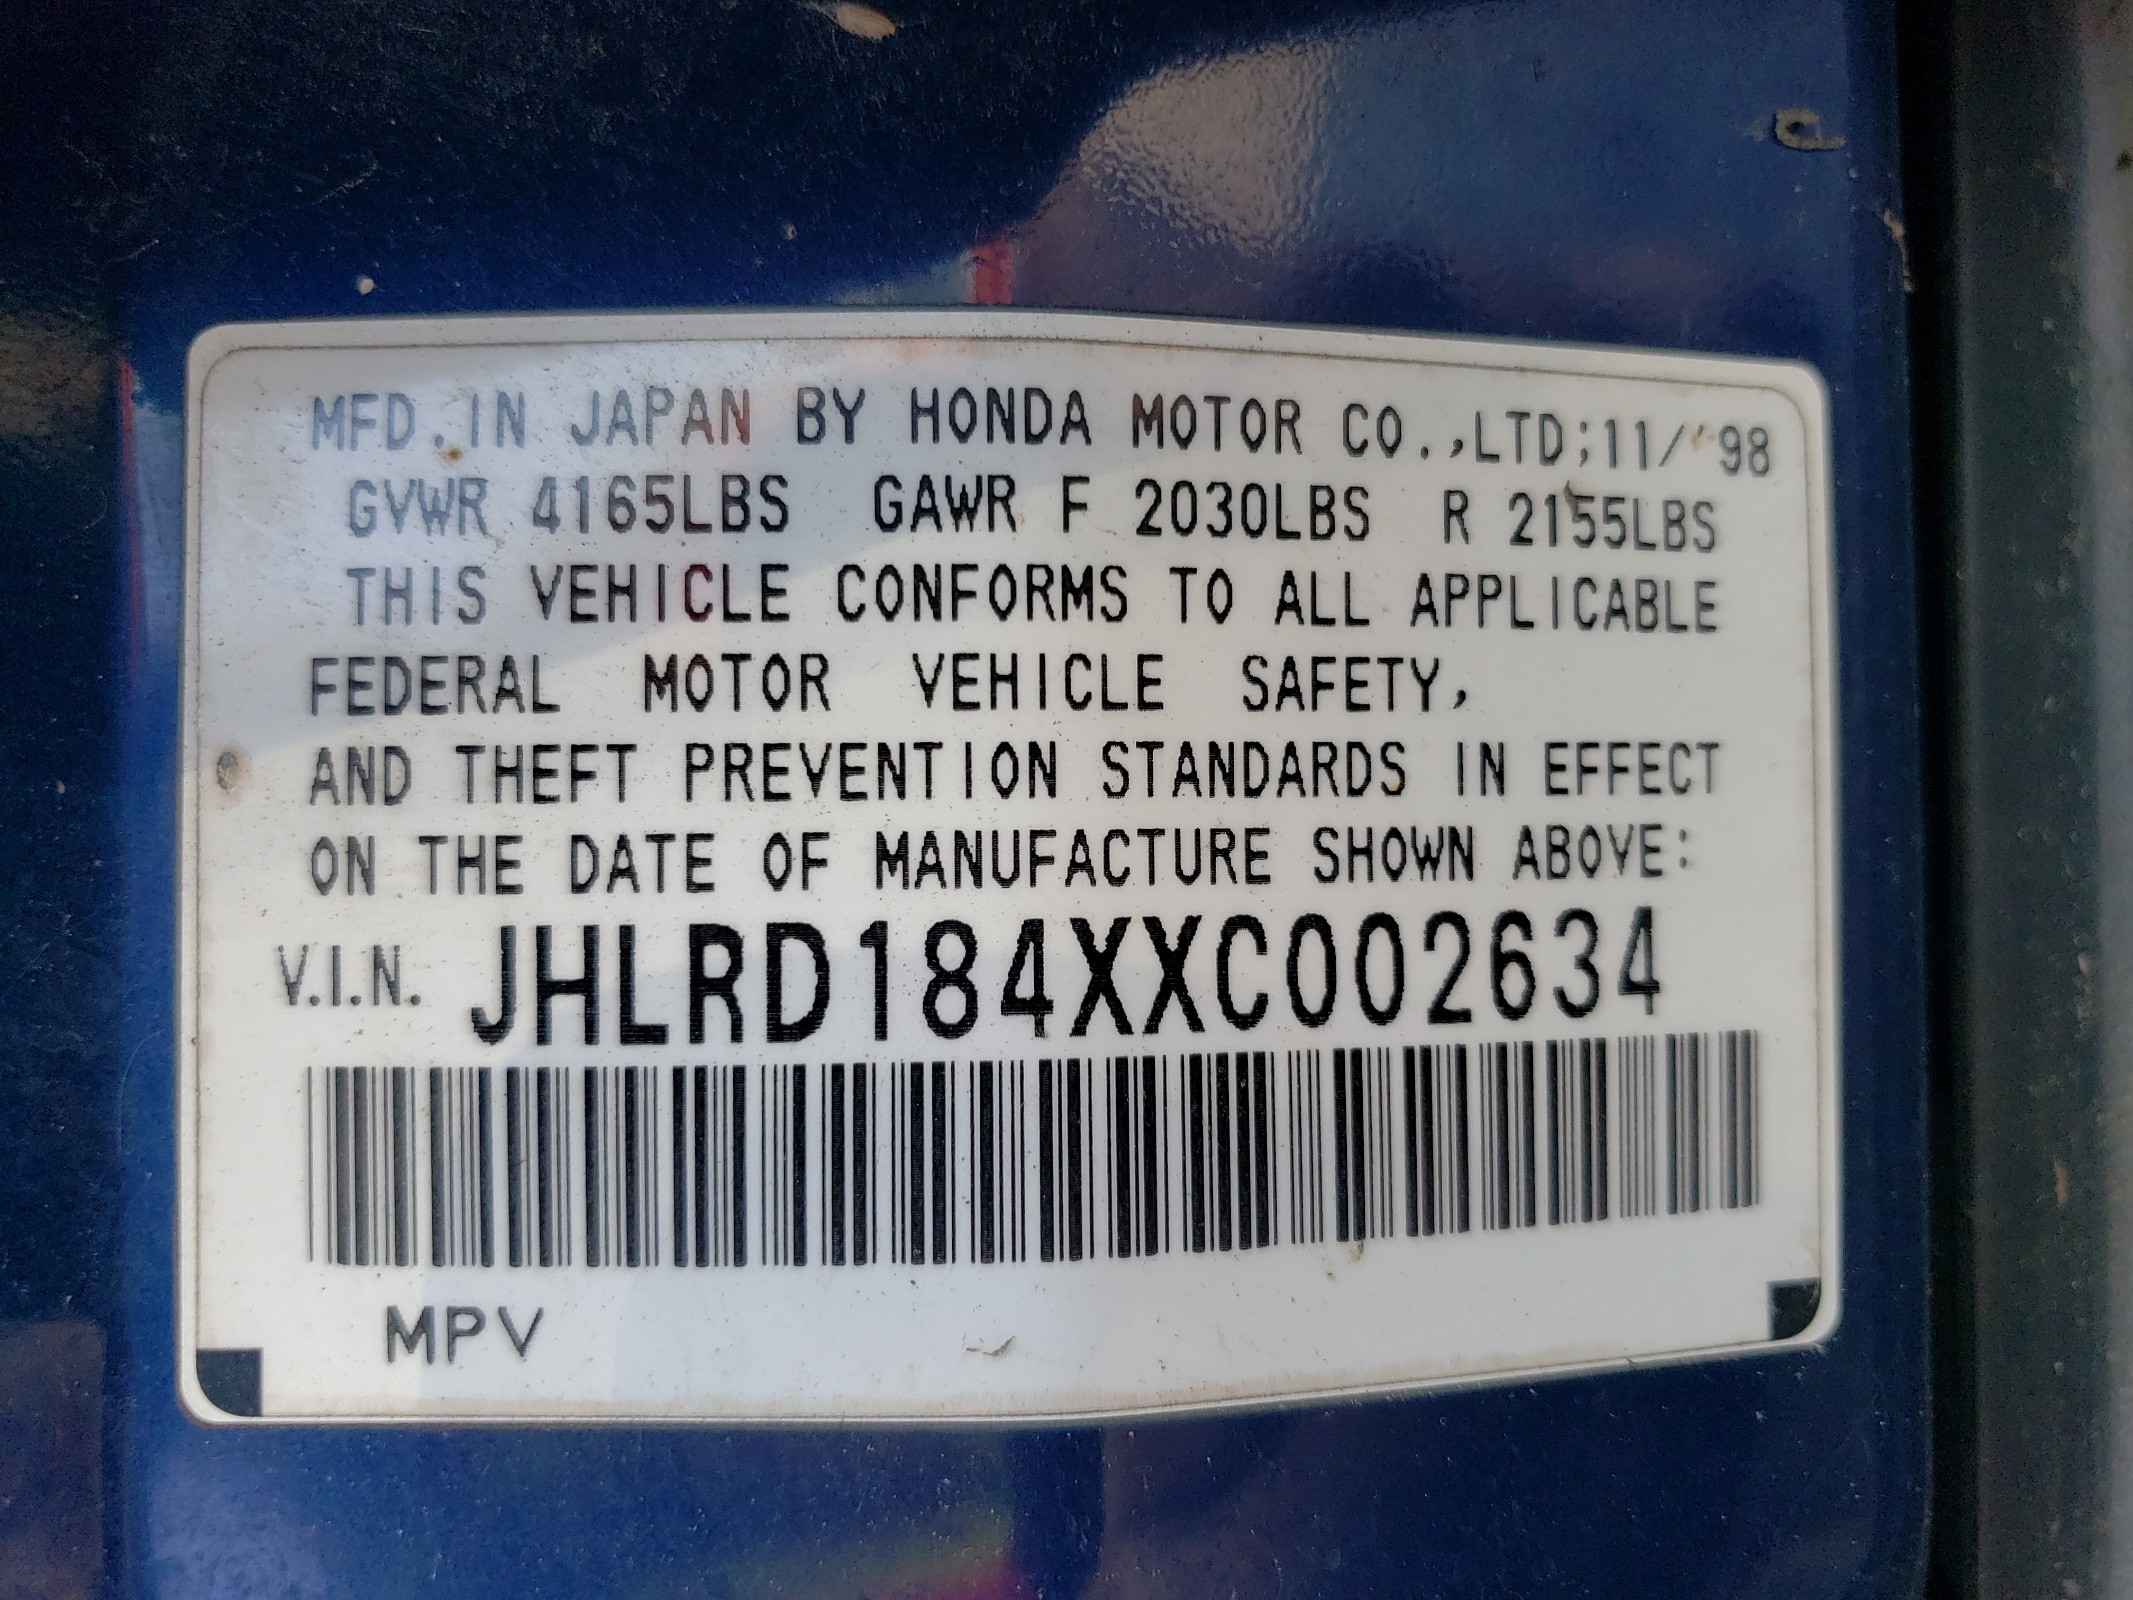 MFD. IN JAPAN BY HONDA MOTOR CO.,LTD;11/'98
GVWR 4165LBS GAWR F 2030LBS R 2155LBS
THIS VEHICLE CONFORMS TO ALL APPLICABLE
FEDERAL MOTOR VEHICLE SAFETY,
AND THEFT PREVENTION STANDARDS IN EFFECT
ON THE DATE OF MANUFACTURE SHOWN ABOVE:
V.I.N. JHLRD184XXC002634
MPV